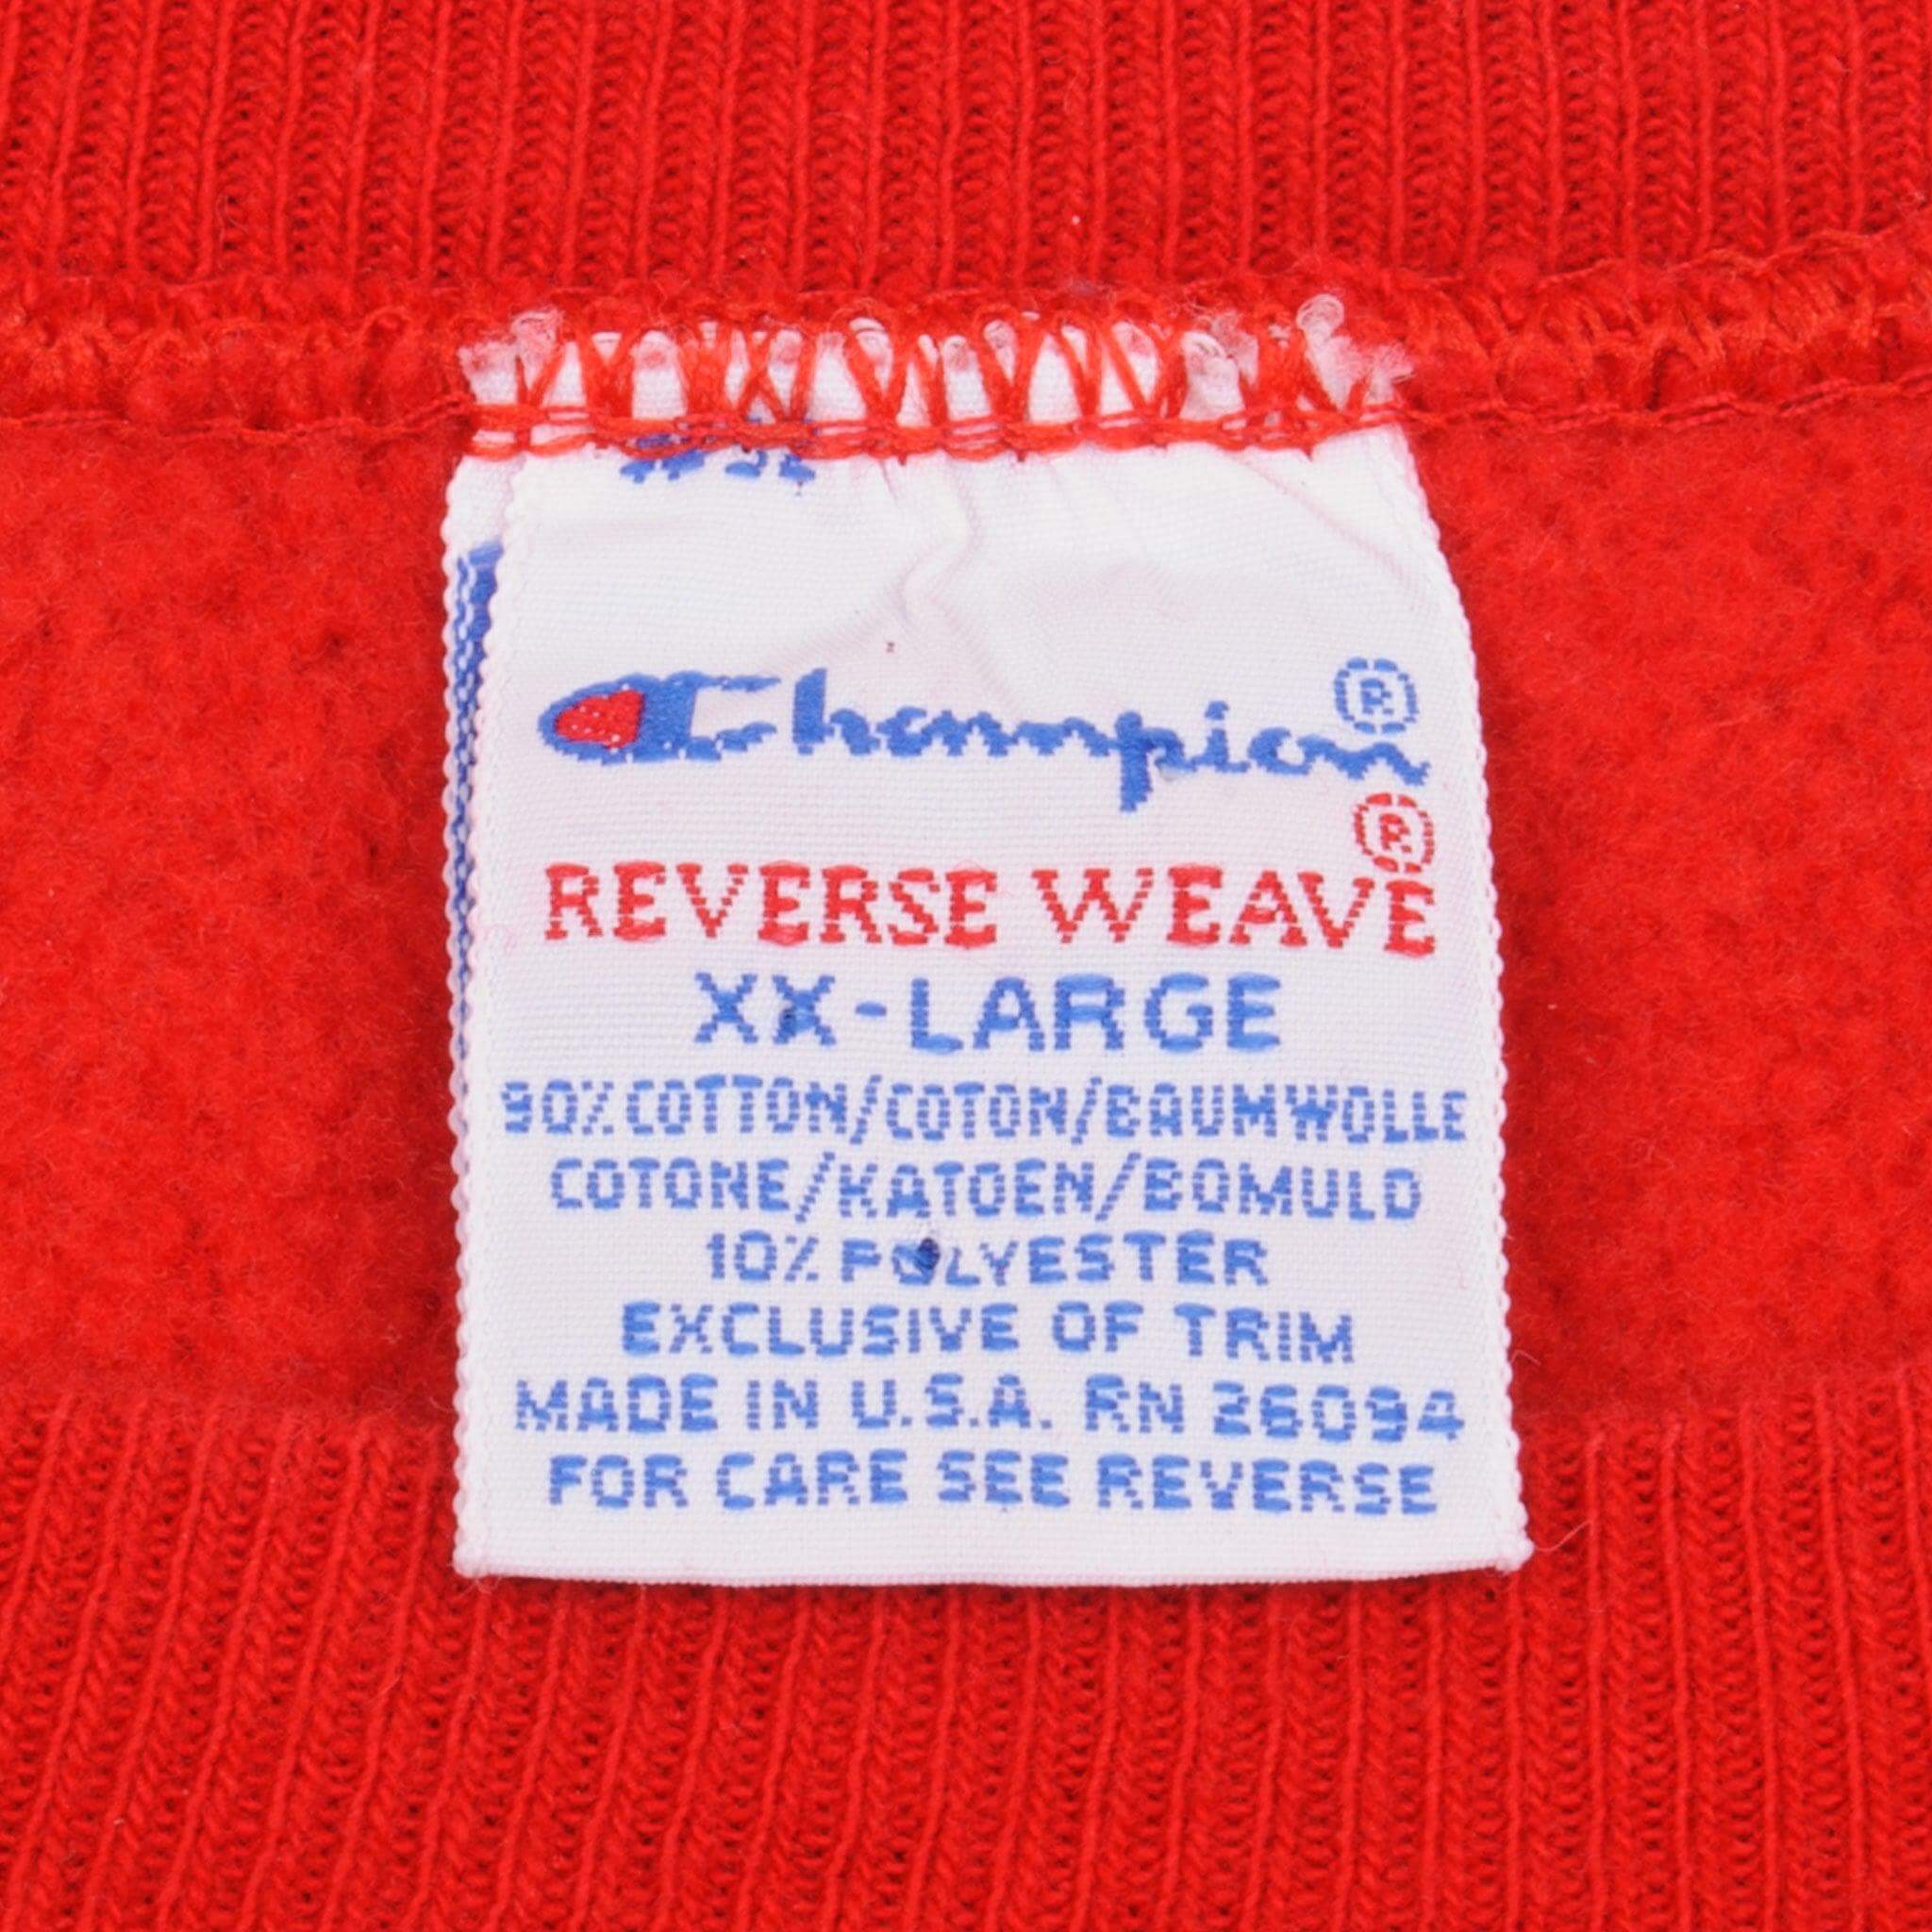 Champion®
REVERSE WEAVE®
XX-LARGE
90% COTTON/COTON/BAUMWOLLE
COTONE/KATOEN/BOMULD
10% POLYESTER
EXCLUSIVE OF TRIM
MADE IN U.S.A. RN 26094
FOR CARE SEE REVERSE